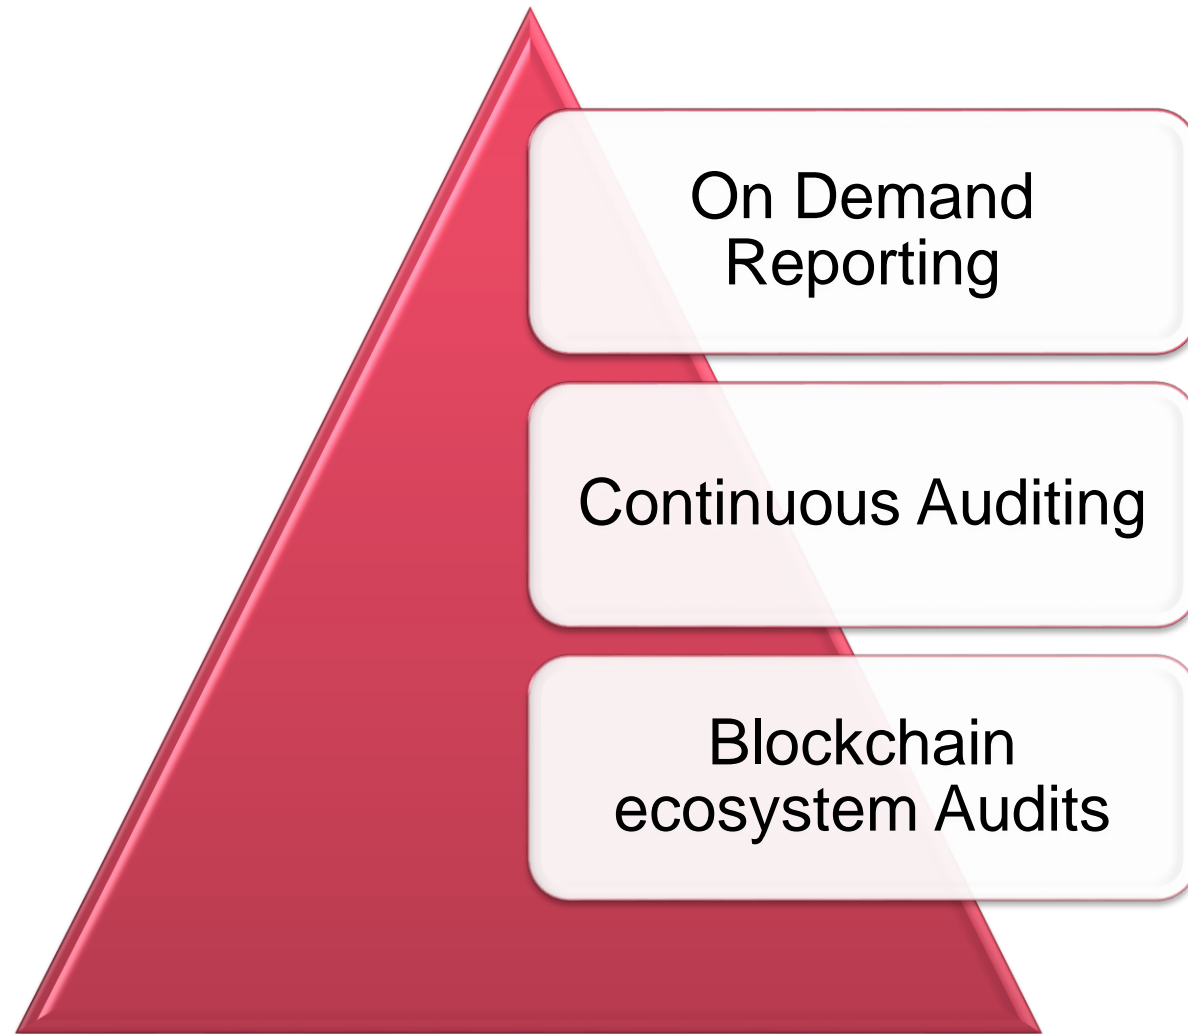 On Demand
Reporting
Continuous Auditing
Blockchain
ecosystem Audits